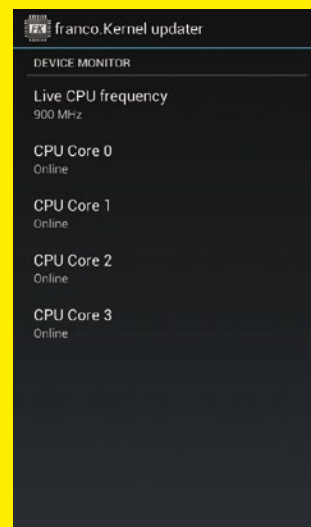 FK
franco.Kernel updater
DEVICE MONITOR
Live CPU frequency
900 MHz
CPU Core 0
Online
CPU Core 1
Online
CPU Core 2
Online
CPU Core 3
Online